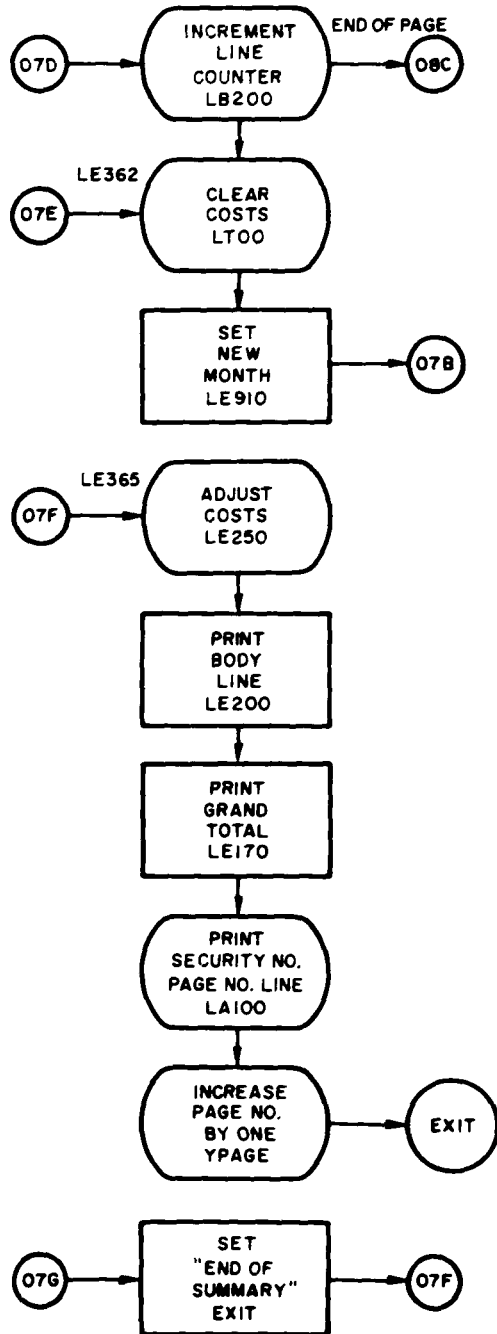 END OF PAGE
07D
INCREMENT
LINE
COUNTER
LB200
08C
LE362
07E
CLEAR
COSTS
LT00
SET
NEW
MONTH
LE910
07B
LE365
07F
ADJUST
COSTS
LE250
PRINT
BODY
LINE
LE200
PRINT
GRAND
TOTAL
LE170
PRINT
SECURITY NO.
PAGE NO. LINE
LA100
INCREASE
PAGE NO.
BY ONE
YPAGE
EXIT
07G
SET
"END OF
SUMMARY"
EXIT
07F